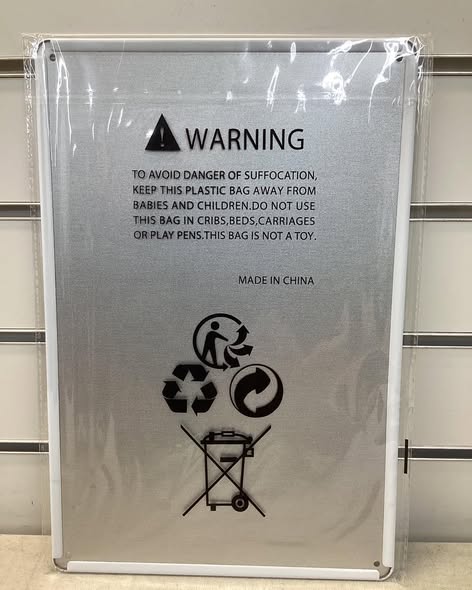 WARNING
TO AVOID DANGER OF SUFFOCATION,
KEEP THIS PLASTIC BAG AWAY FROM
BABIES AND CHILDREN.DO NOT USE
THIS BAG IN CRIBS,BEDS,CARRIAGES
OR PLAY PENS.THIS BAG IS NOT A TOY.
MADE IN CHINA